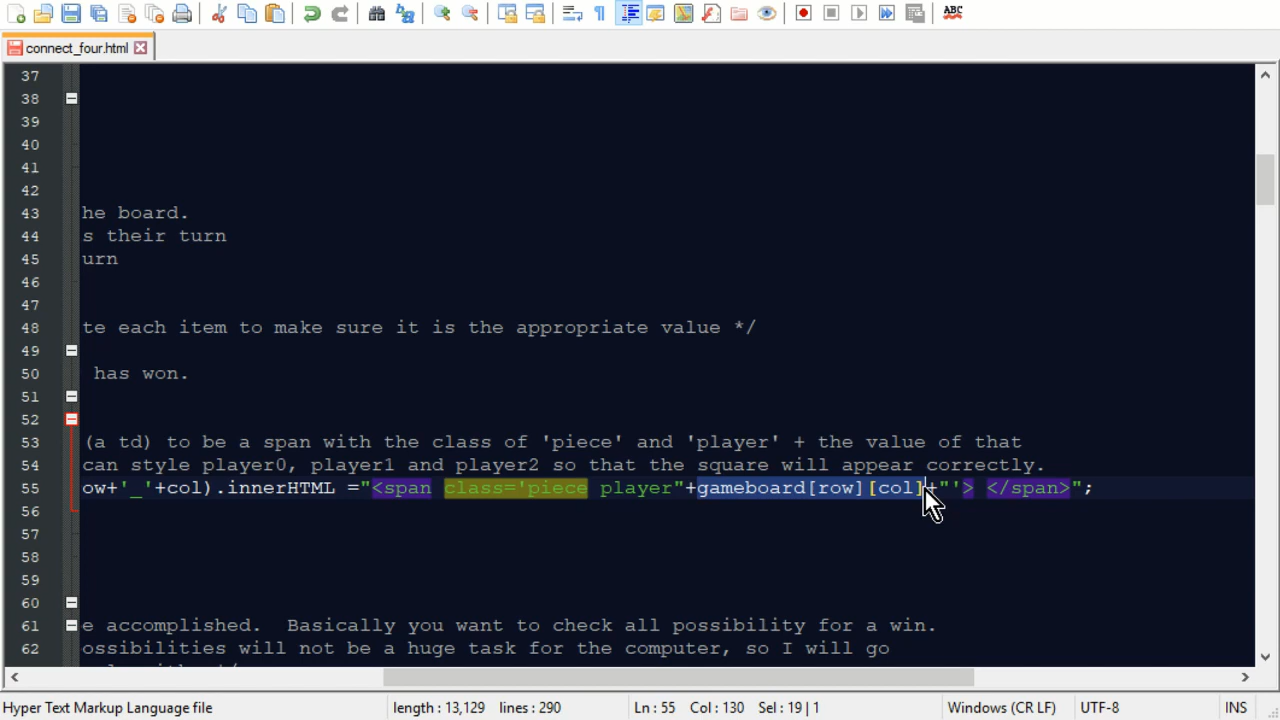 ABC
connect_four.html
37
38
39
40
41
42
43 he board.
44 s their turn
45 urn
46
47
48 te each item to make sure it is the appropriate value */
49
50 has won.
51
52
53 (a td) to be a span with the class of 'piece' and 'player' + the value of that
54 can style player0, player1 and player2 so that the square will appear correctly.
55 ow+'_'+col).innerHTML ="<span class='piece player"+gameboard[row][col]+"'> </span>";
56
57
58
59
60
61 e accomplished.  Basically you want to check all possibility for a win.
62 ossibilities will not be a huge task for the computer, so I will go
Hyper Text Markup Language file length : 13,129 lines : 290 Ln : 55 Col : 130 Sel : 19 | 1 Windows (CR LF) UTF-8 INS